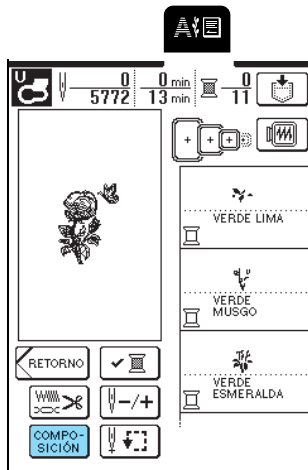 A
U
0 0 min 0
5772 13 min 11
VERDE LIMA
VERDE
MUSGO
VERDE
ESMERALDA
RETORNO
-/+
COMPO-
SICIÓN